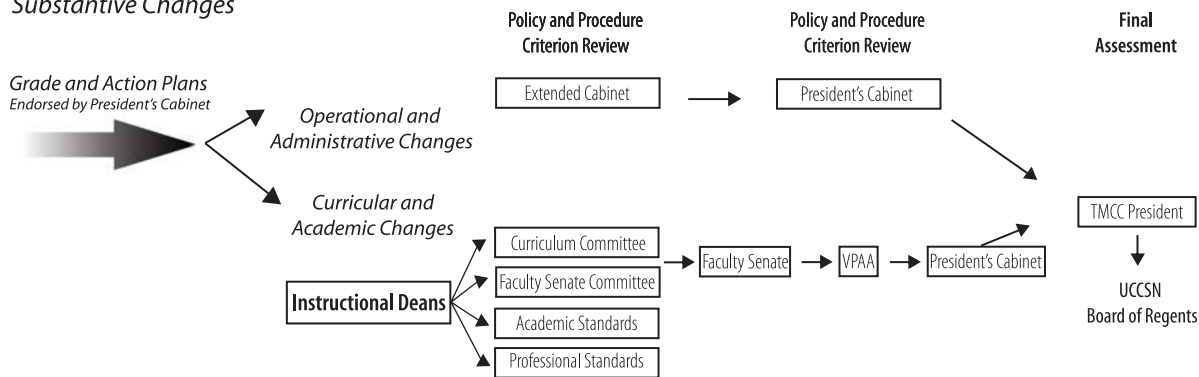 Substantive Changes
Policy and Procedure
Criterion Review
Policy and Procedure
Criterion Review
Final
Assessment
Grade and Action Plans
Endorsed by President's Cabinet
Extended Cabinet
President's Cabinet
Operational and
Administrative Changes
Curricular and
Academic Changes
TMCC President
Curriculum Committee
Faculty Senate
VPAA
President's Cabinet
Instructional Deans
Faculty Senate Committee
UCCSN
Board of Regents
Academic Standards
Professional Standards